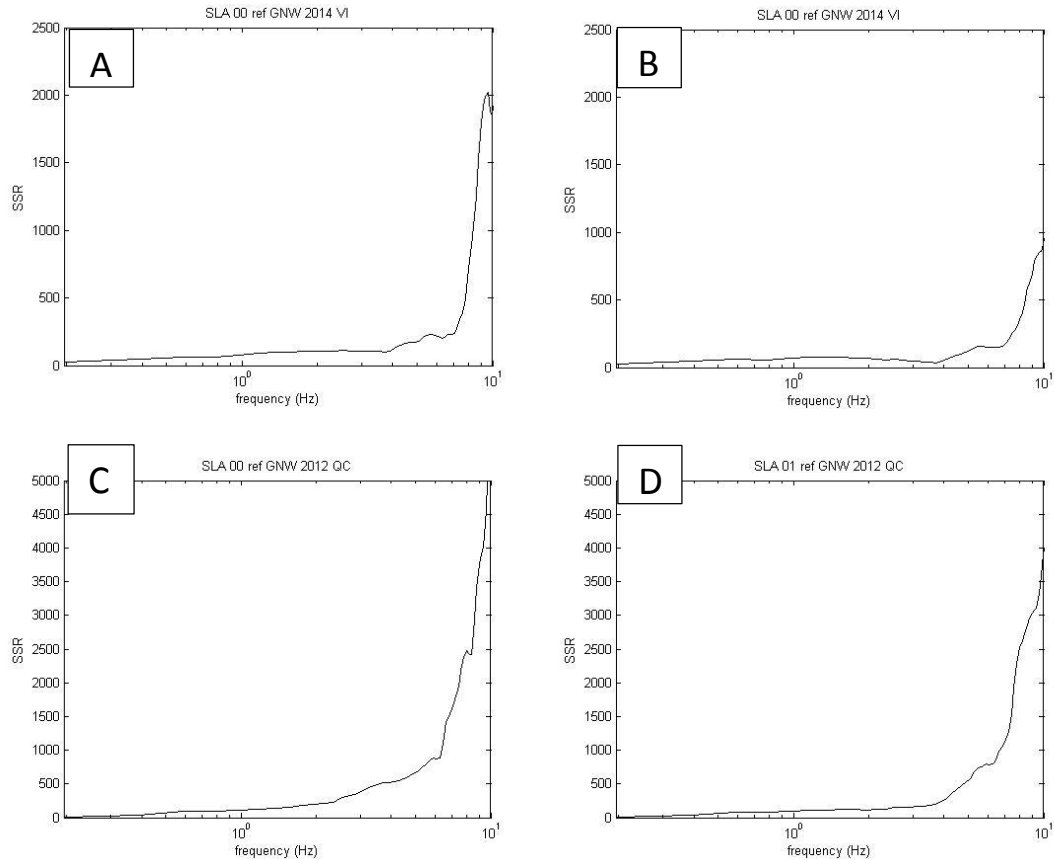 SLA 00 ref GNW 2014 VI
A
2500
2000
1500
1000
500
0
SSR
10⁰
10¹
frequency (Hz)
SLA 00 ref GNW 2014 VI
B
2500
2000
1500
1000
500
0
SSR
10⁰
10¹
frequency (Hz)
SLA 00 ref GNW 2012 QC
C
5000
4500
4000
3500
3000
2500
2000
1500
1000
500
0
SSR
10⁰
10¹
frequency (Hz)
SLA 01 ref GNW 2012 QC
D
5000
4500
4000
3500
3000
2500
2000
1500
1000
500
0
SSR
10⁰
10¹
frequency (Hz)